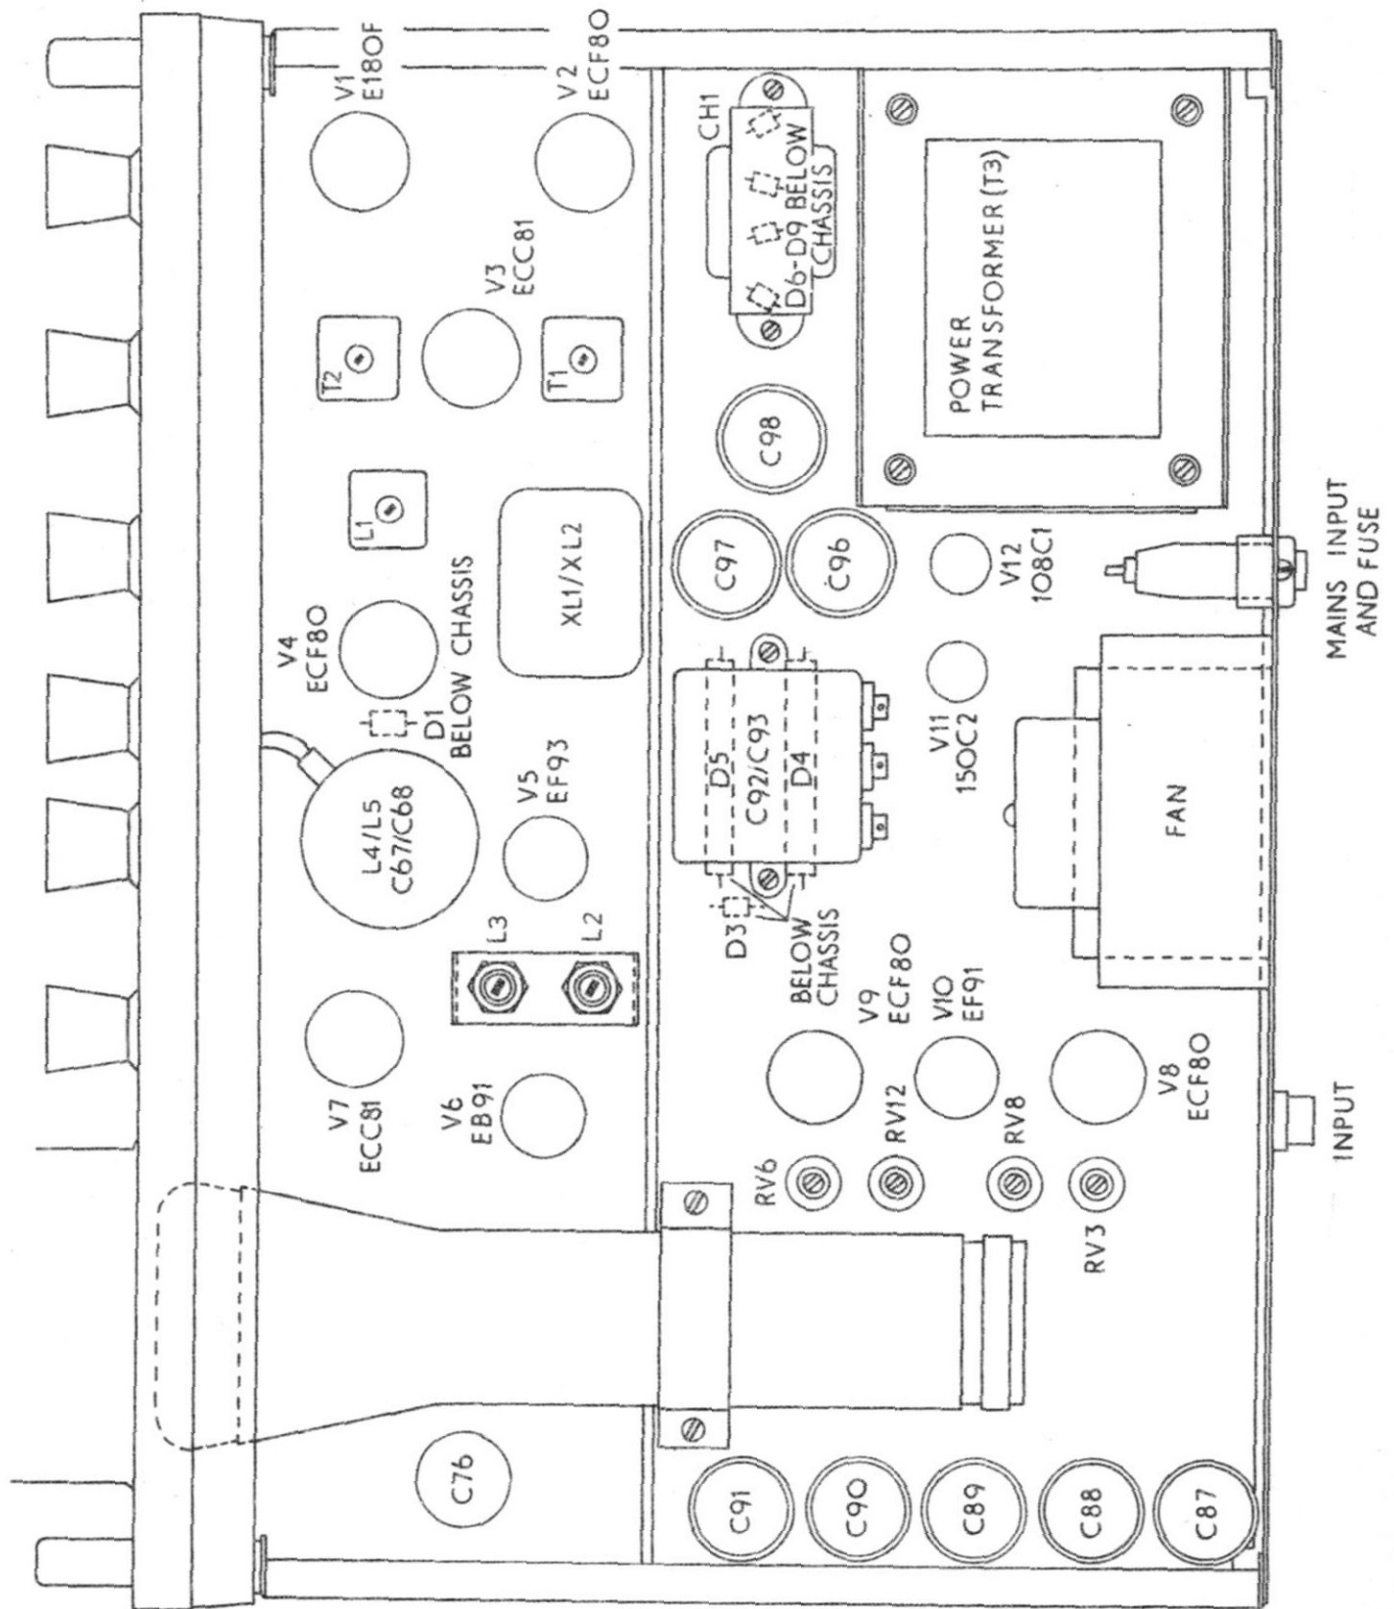 V1
E180F
V2
ECF80
V3
ECC81
T2
T1
L1
V4
ECF80
D1
BELOW CHASSIS
XL1/XL2
L4/L5
C67/C68
V5
EF93
L3
L2
V7
ECC81
V6
EB91
C76
CH1
D6-D9 BELOW
CHASSIS
POWER
TRANSFORMER (T3)
C98
C97
C96
V12
108C1
V11
150C2
D5
C92/C93
D4
D3
BELOW
CHASSIS
FAN
MAINS INPUT
AND FUSE
V9
ECF80
V10
EF91
V8
ECF80
RV6
RV12
RV8
RV3
INPUT
C91
C90
C89
C88
C87